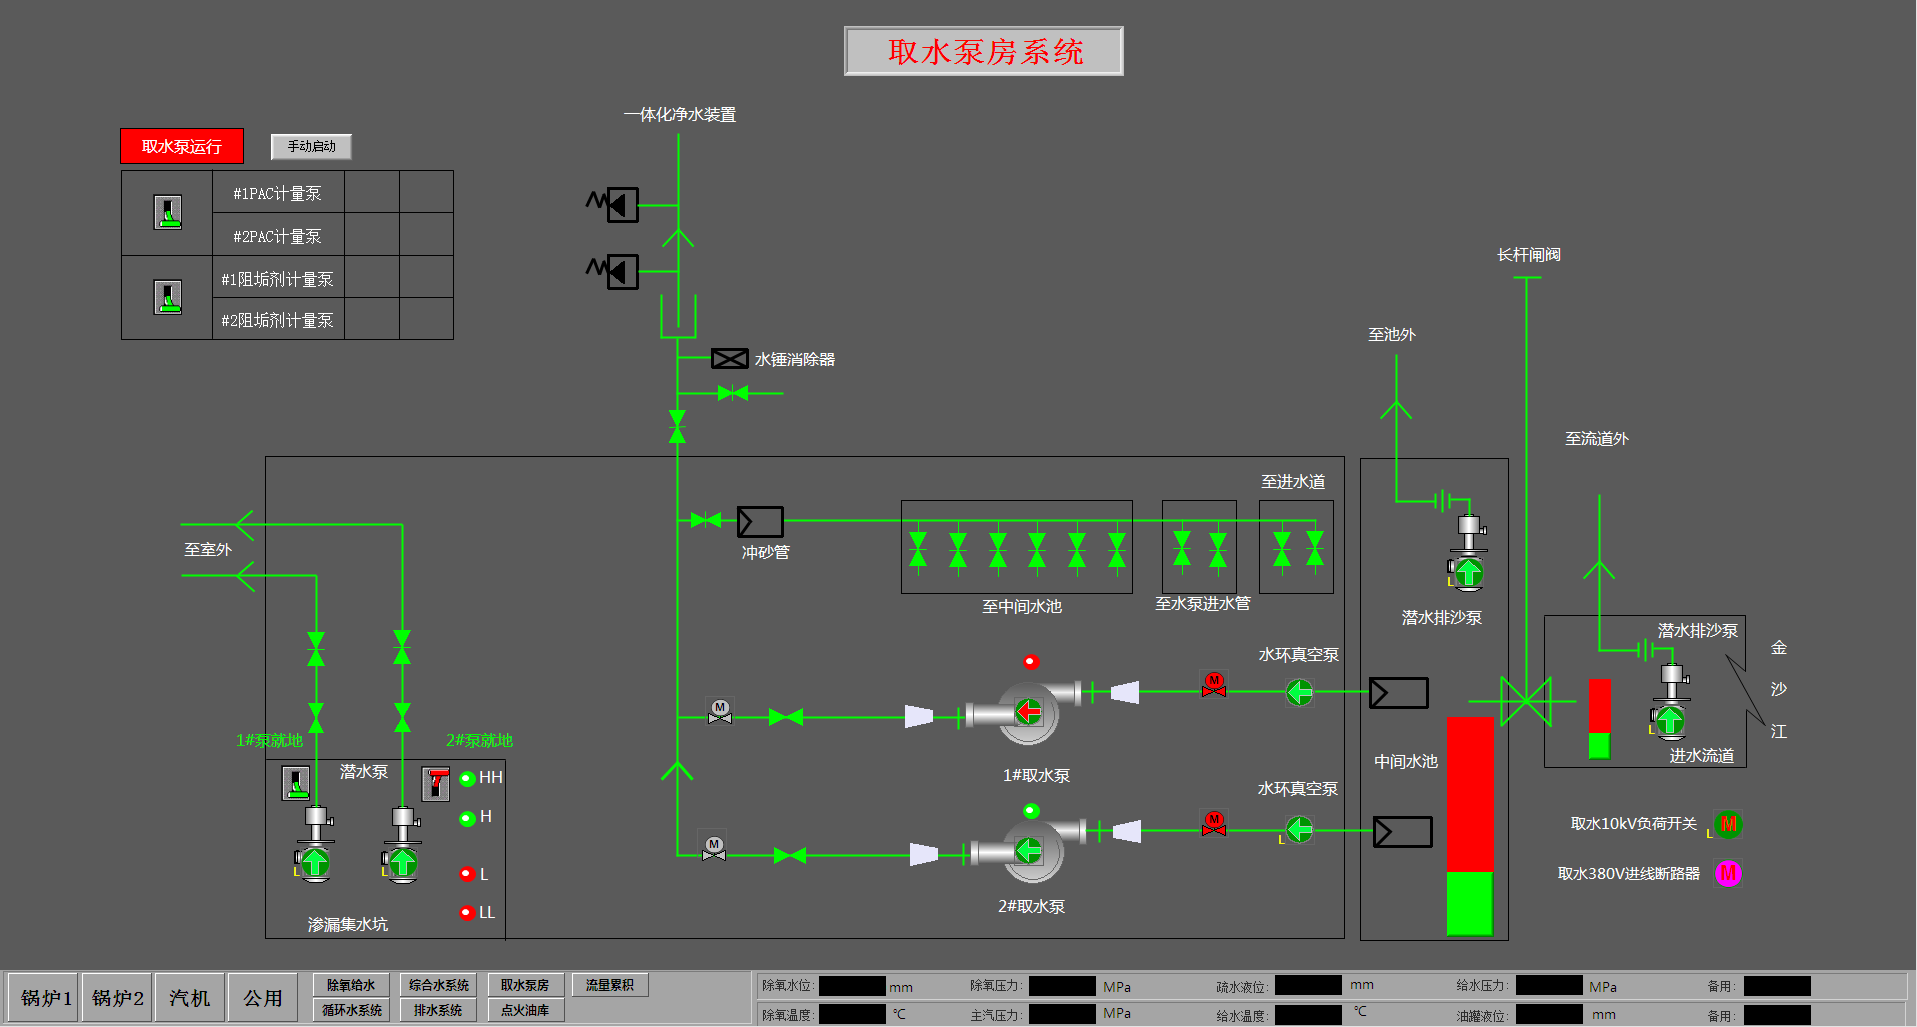 取水泵房系统
一体化净水装置
取水泵运行
手动启动
#1PAC计量泵
#2PAC计量泵
#1阻垢剂计量泵
#2阻垢剂计量泵
长杆闸阀
至池外
水锤消除器
至流道外
至进水道
至室外
冲砂管
至中间水池
至水泵进水管
潜水排沙泵
潜水排沙泵
金
沙
江
水环真空泵
M
M
1#泵就地
2#泵就地
进水流道
中间水池
潜水泵
HH
1#取水泵
水环真空泵
H
L
M
M
L
L
取水10kV负荷开关
L
M
L
L
L
取水380V进线断路器
M
2#取水泵
LL
渗漏集水坑
锅炉1
锅炉2
汽机
公用
除氧给水
综合水系统
取水泵房
流量累积
循环水系统
排水系统
点火油库
除氧水位:
mm
除氧压力:
MPa
疏水液位:
mm
给水压力:
MPa
备用:
除氧温度:
℃
主汽压力:
MPa
给水温度:
℃
油罐液位:
mm
备用: